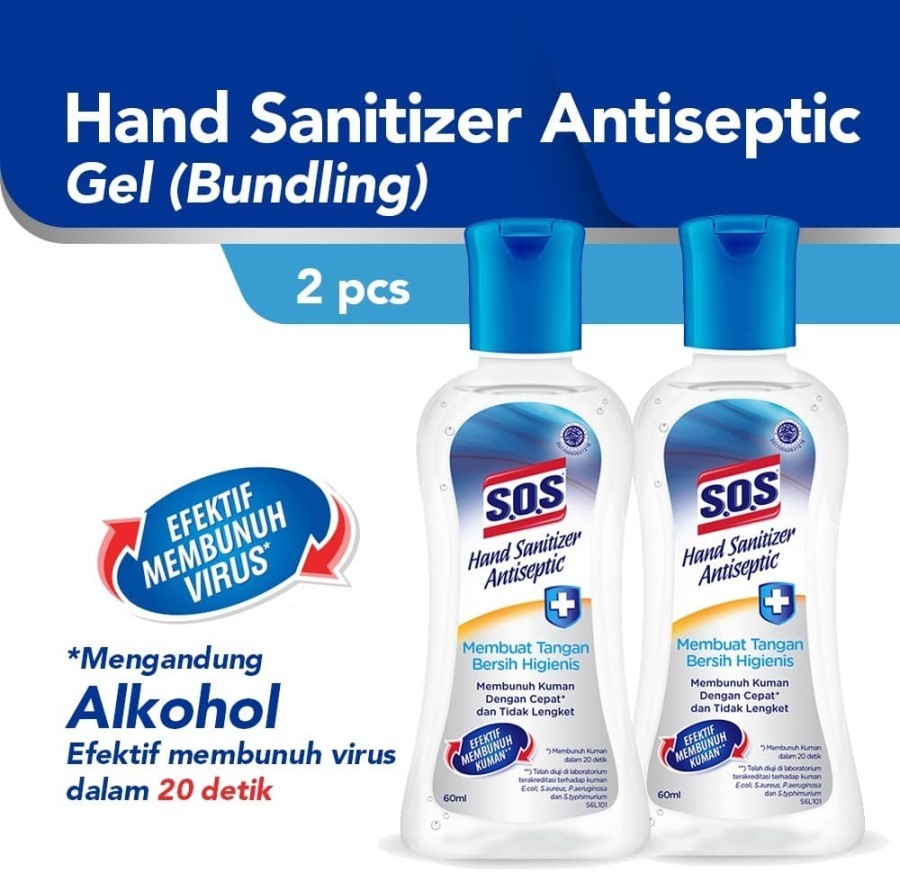 Hand Sanitizer Antiseptic
Gel (Bundling)
2 pcs
EFEKTIF
MEMBUNUH
VIRUS*
*Mengandung
Alkohol
Efektif membunuh virus
dalam 20 detik
S.O.S
Hand Sanitizer
Antiseptic
Membuat Tangan
Bersih Higienis
Membunuh Kuman
Dengan Cepat*
dan Tidak Lengket
EFEKTIF
MEMBUNUH
KUMAN**
*) Membunuh Kuman
dalam 20 detik
**) Telah diuji di laboratorium
terakreditasi terhadap kuman
E.coli, S.aureus, P.aeruginosa
dan S.typhimurium
S6L101
60ml
S.O.S
Hand Sanitizer
Antiseptic
Membuat Tangan
Bersih Higienis
Membunuh Kuman
Dengan Cepat*
dan Tidak Lengket
EFEKTIF
MEMBUNUH
KUMAN**
*) Membunuh Kuman
dalam 20 detik
**) Telah diuji di laboratorium
terakreditasi terhadap kuman
E.coli, S.aureus, P.aeruginosa
dan S.typhimurium
S6L101
60ml